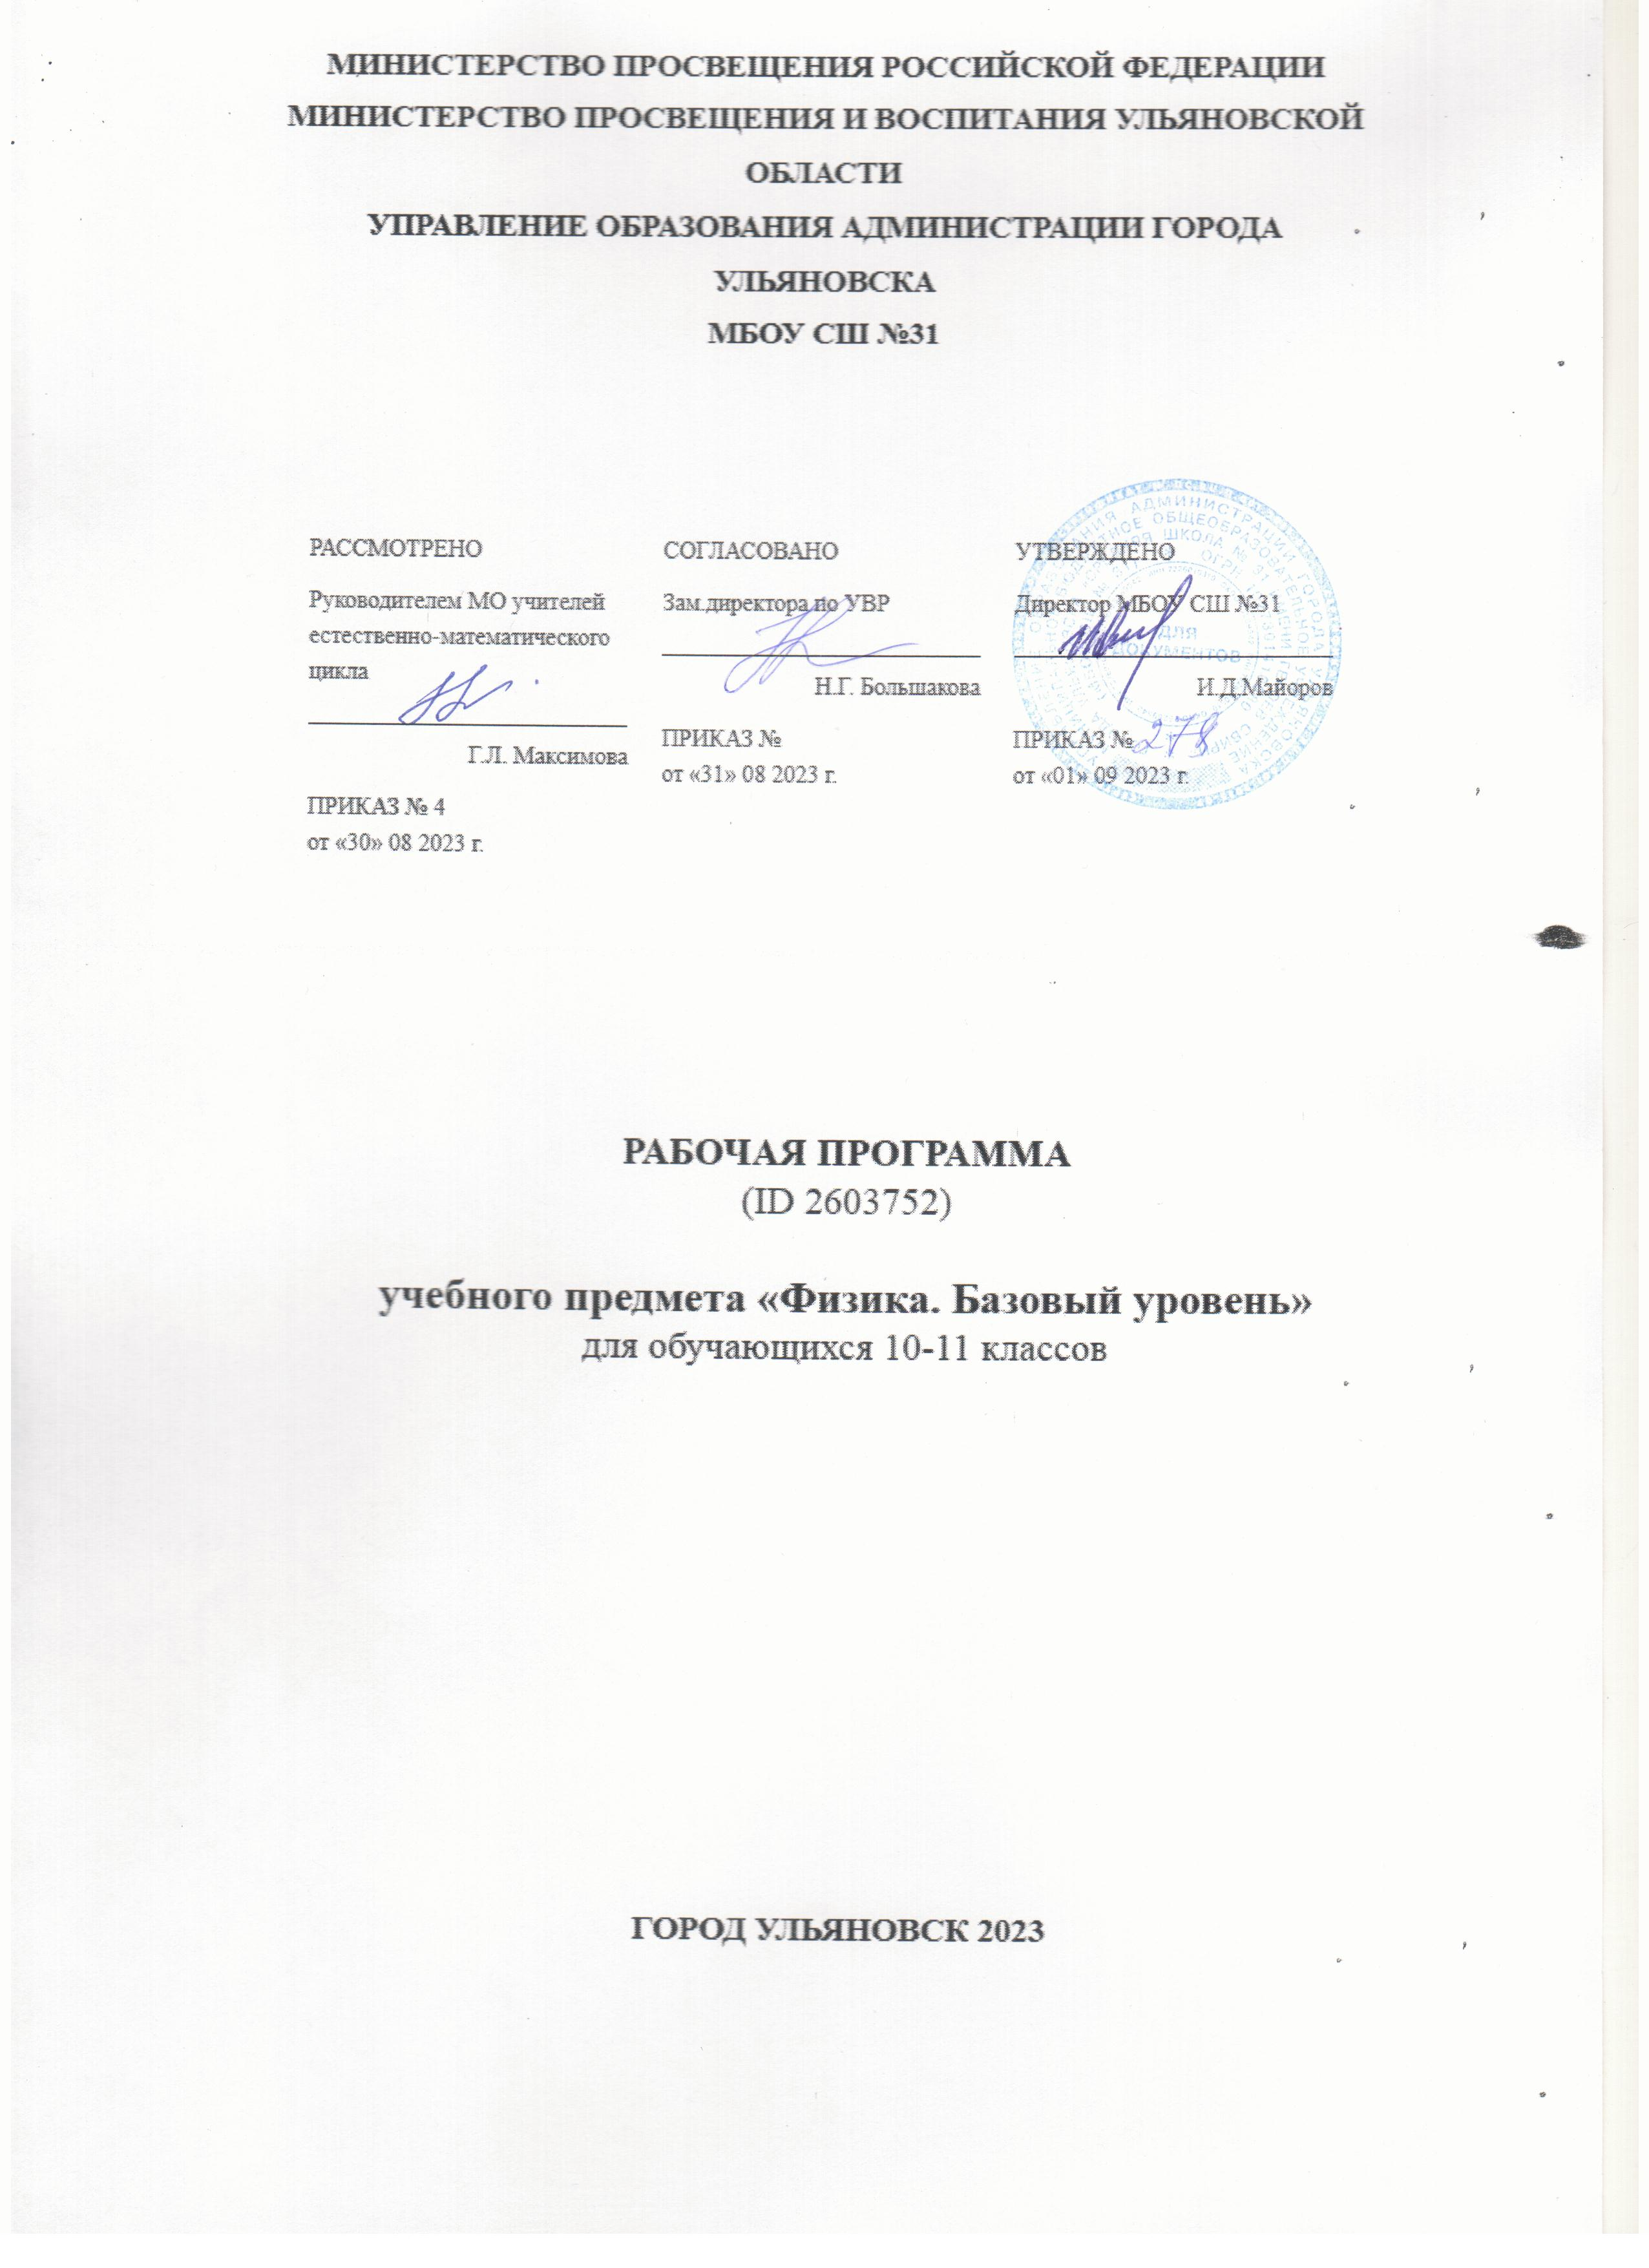 МИНИСТЕРСТВО ПРОСВЕЩЕНИЯ РОССИЙСКОЙ ФЕДЕРАЦИИ
МИНИСТЕРСТВО ПРОСВЕЩЕНИЯ И ВОСПИТАНИЯ УЛЬЯНОВСКОЙ
ОБЛАСТИ
УПРАВЛЕНИЕ ОБРАЗОВАНИЯ АДМИНИСТРАЦИИ ГОРОДА
УЛЬЯНОВСКА
МБОУ СШ №31
РАССМОТРЕНО
Руководителем МО учителей
естественно-математического
цикла
Г.Л. Максимова
ПРИКАЗ № 4
от «30» 08 2023 г.
СОГЛАСОВАНО
Зам.директора по УВР
Н.Г. Большакова
ПРИКАЗ №
от «31» 08 2023 г.
УТВЕРЖДЕНО
Директор МБОУ СШ №31
И.Д.Майоров
ПРИКАЗ № 278
от «01» 09 2023 г.
ДЛЯ
ДОКУМЕНТОВ
РАБОЧАЯ ПРОГРАММА
(ID 2603752)
учебного предмета «Физика. Базовый уровень»
для обучающихся 10-11 классов
ГОРОД УЛЬЯНОВСК 2023